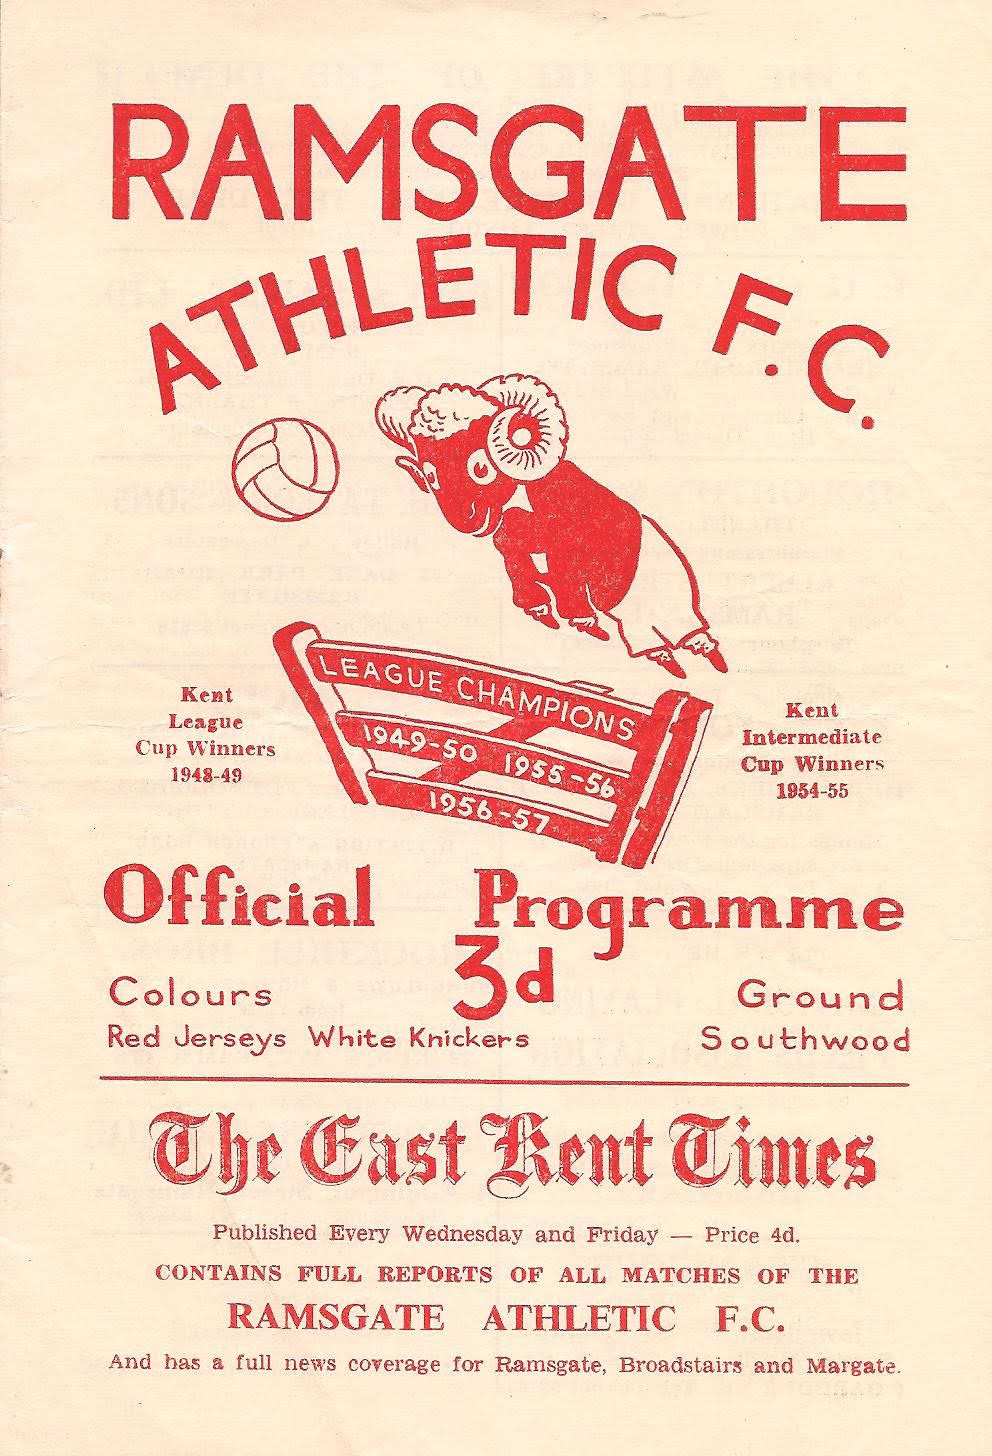 RAMSGATE
ATHLETIC F.C.
LEAGUE CHAMPIONS
1949-50 1955-56
1956-57
Kent
League
Cup Winners
1948-49
Kent
Intermediate
Cup Winners
1954-55
Official Programme
3d
Colours
Red Jerseys White Knickers
Ground
Southwood
The East Kent Times
Published Every Wednesday and Friday — Price 4d.
CONTAINS FULL REPORTS OF ALL MATCHES OF THE
RAMSGATE ATHLETIC F.C.
And has a full news coverage for Ramsgate, Broadstairs and Margate.